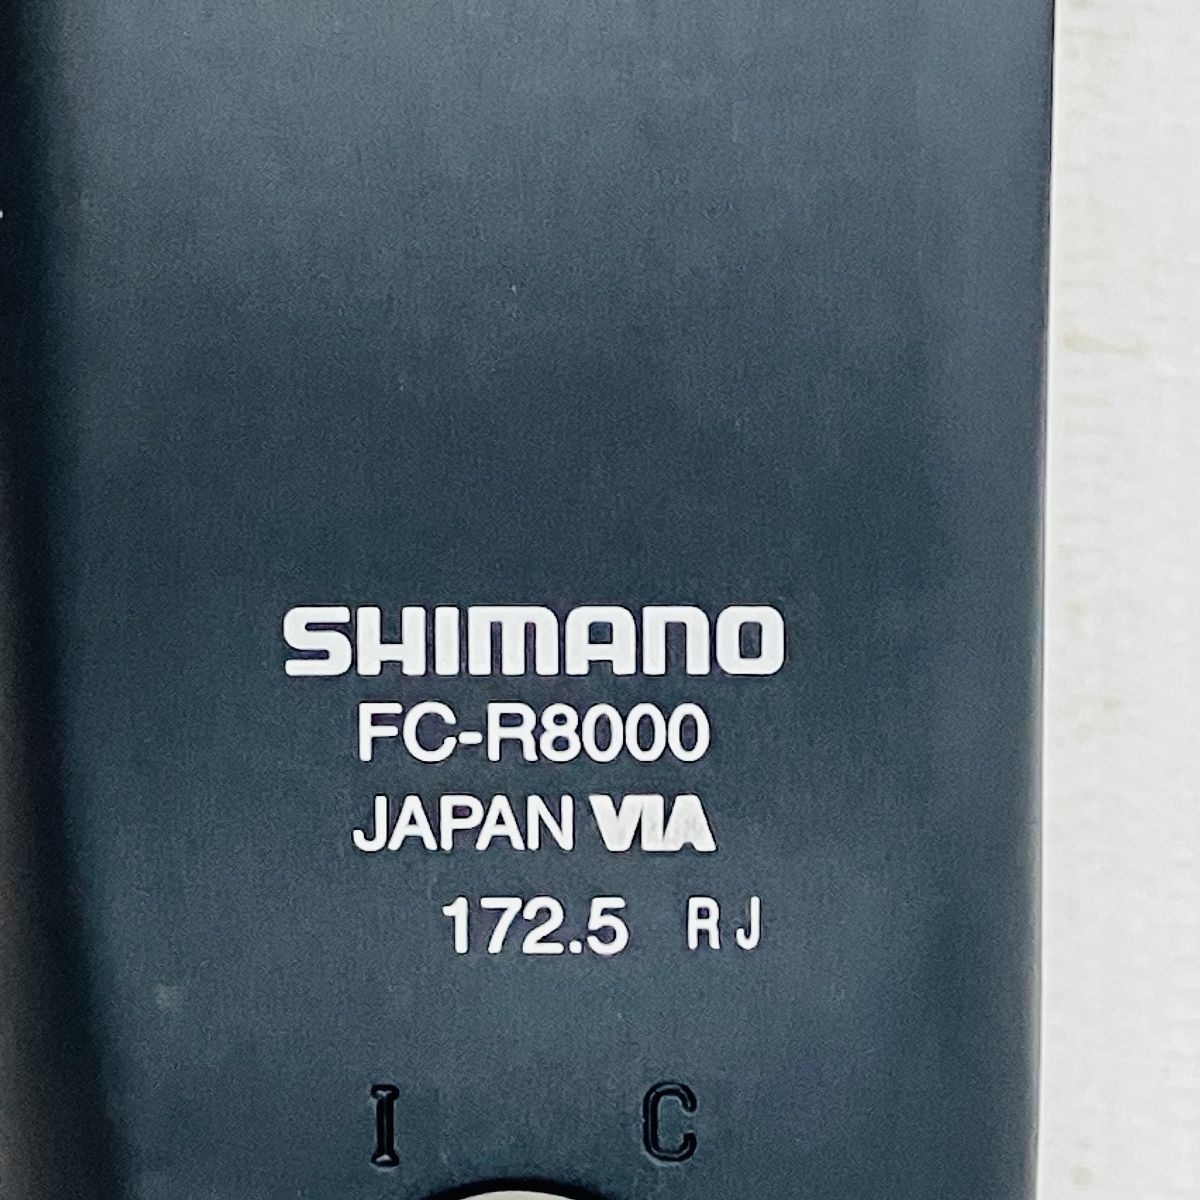 SHIMANO
FC-R8000
JAPAN VIA
172.5 RJ
I C